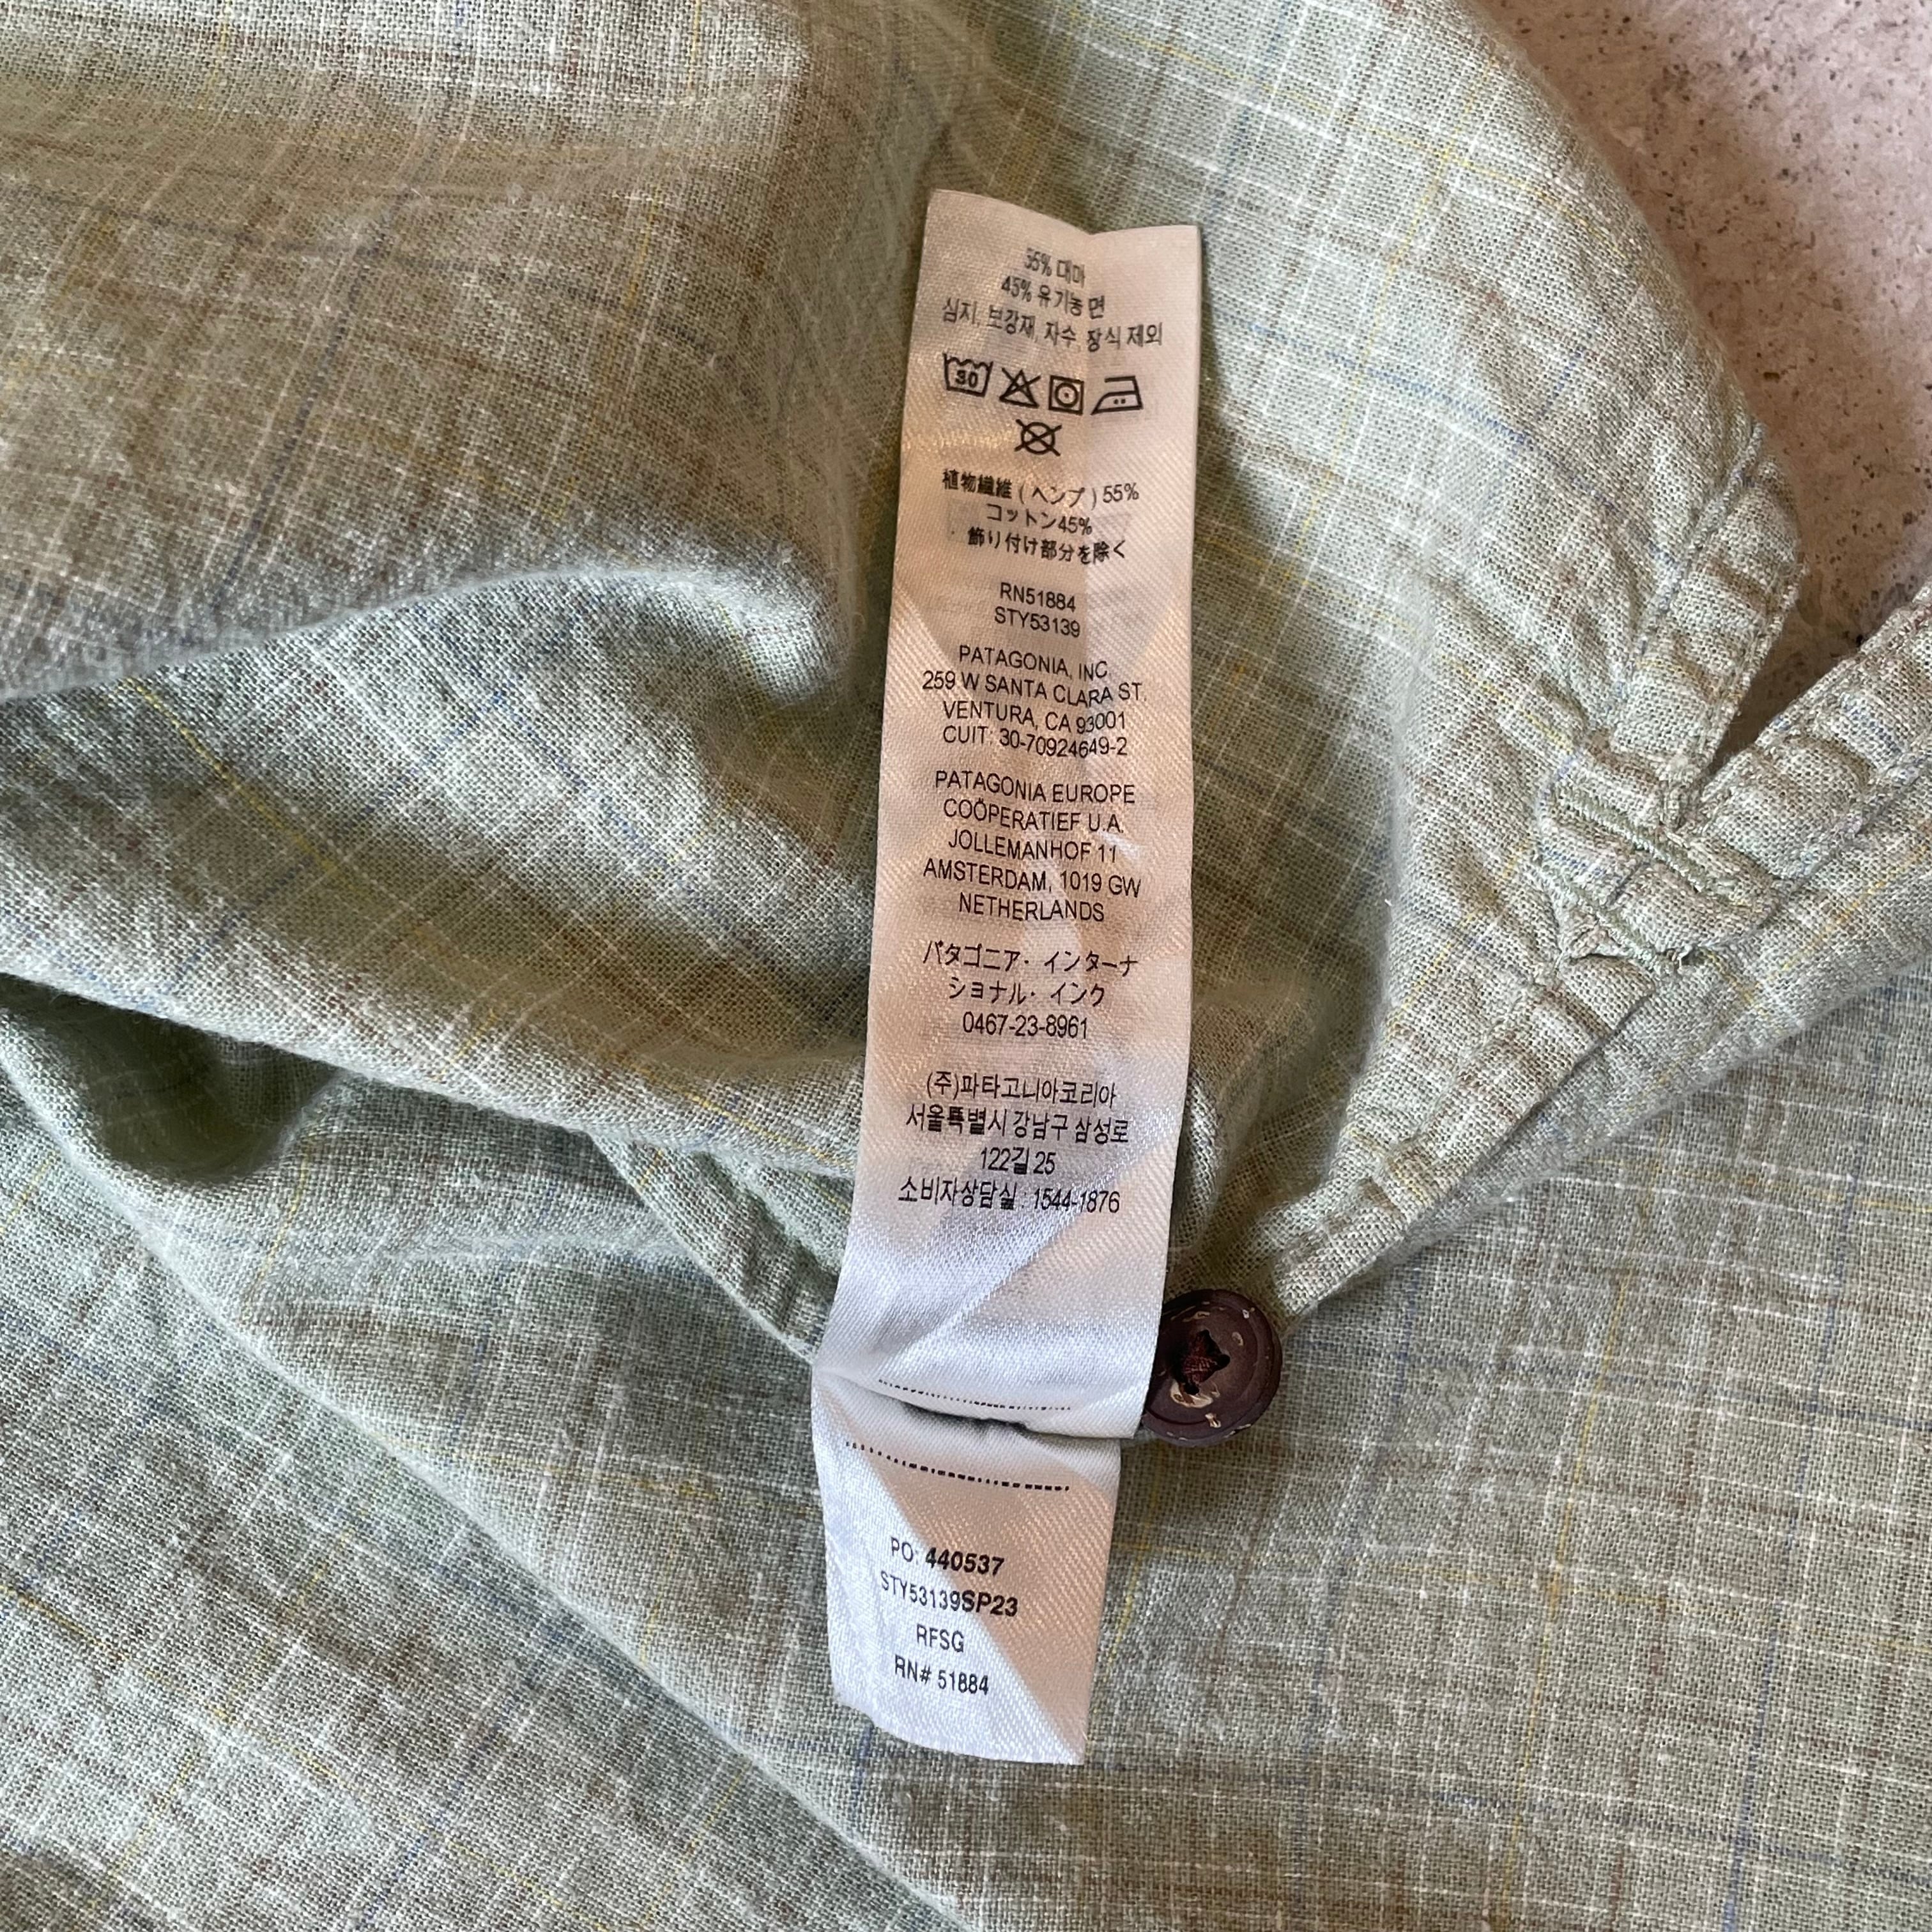 55% 대마
45% 유기농 면
심지, 보강재, 자수, 장식 제외
30
植物繊維 ( ヘンプ ) 55%
コットン45%
飾り付け部分を除く
RN51884
STY53139
PATAGONIA, INC.
259 W SANTA CLARA ST.
VENTURA, CA 93001
CUIT: 30-70924649-2
PATAGONIA EUROPE
COÖPERATIEF U.A.
JOLLEMANHOF 11
AMSTERDAM, 1019 GW
NETHERLANDS
パタゴニア・インターナ
ショナル・インク
0467-23-8961
(주)파타고니아코리아
서울특별시 강남구 삼성로
122길 25
소비자상담실 : 1544-1876
PO: 440537
STY53139SP23
RFSG
RN# 51884